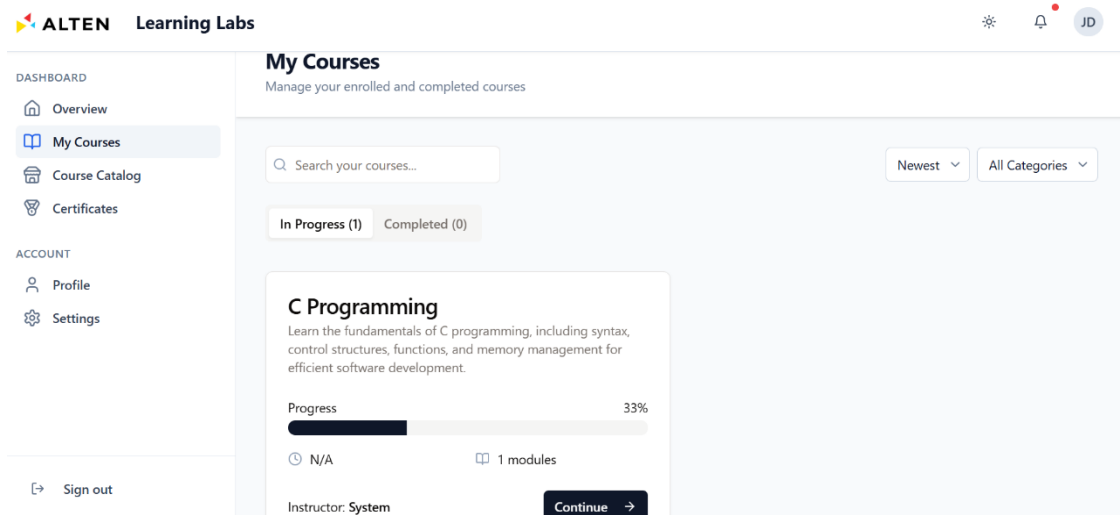 ALTEN Learning Labs
JD
DASHBOARD
Overview
My Courses
Course Catalog
Certificates
ACCOUNT
Profile
Settings
Sign out
My Courses
Manage your enrolled and completed courses
Search your courses...
Newest
All Categories
In Progress (1)
Completed (0)
C Programming
Learn the fundamentals of C programming, including syntax,
control structures, functions, and memory management for
efficient software development.
Progress
33%
N/A
1 modules
Instructor: System
Continue